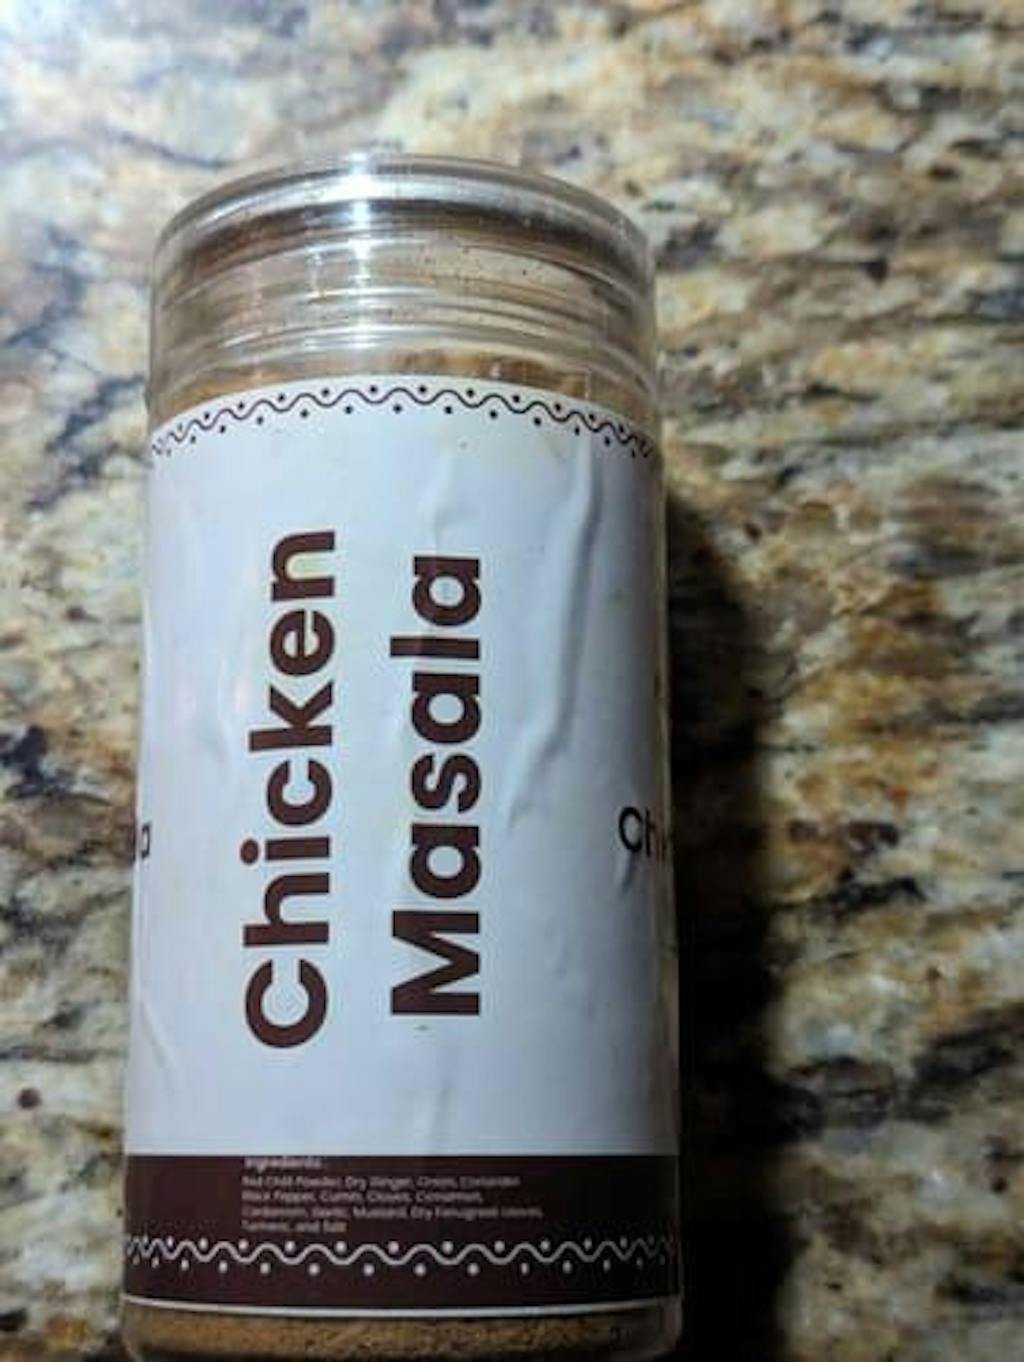 Chicken
Masala
Ingredients:
Red Chilli Powder, Dry Ginger, Onion, Coriander
Black Pepper, Cumin, Cloves, Cinnamon,
Cardamom, Garlic, Mustard, Dry Fenugreek Leaves,
Turmeric, and Salt
a
Ch